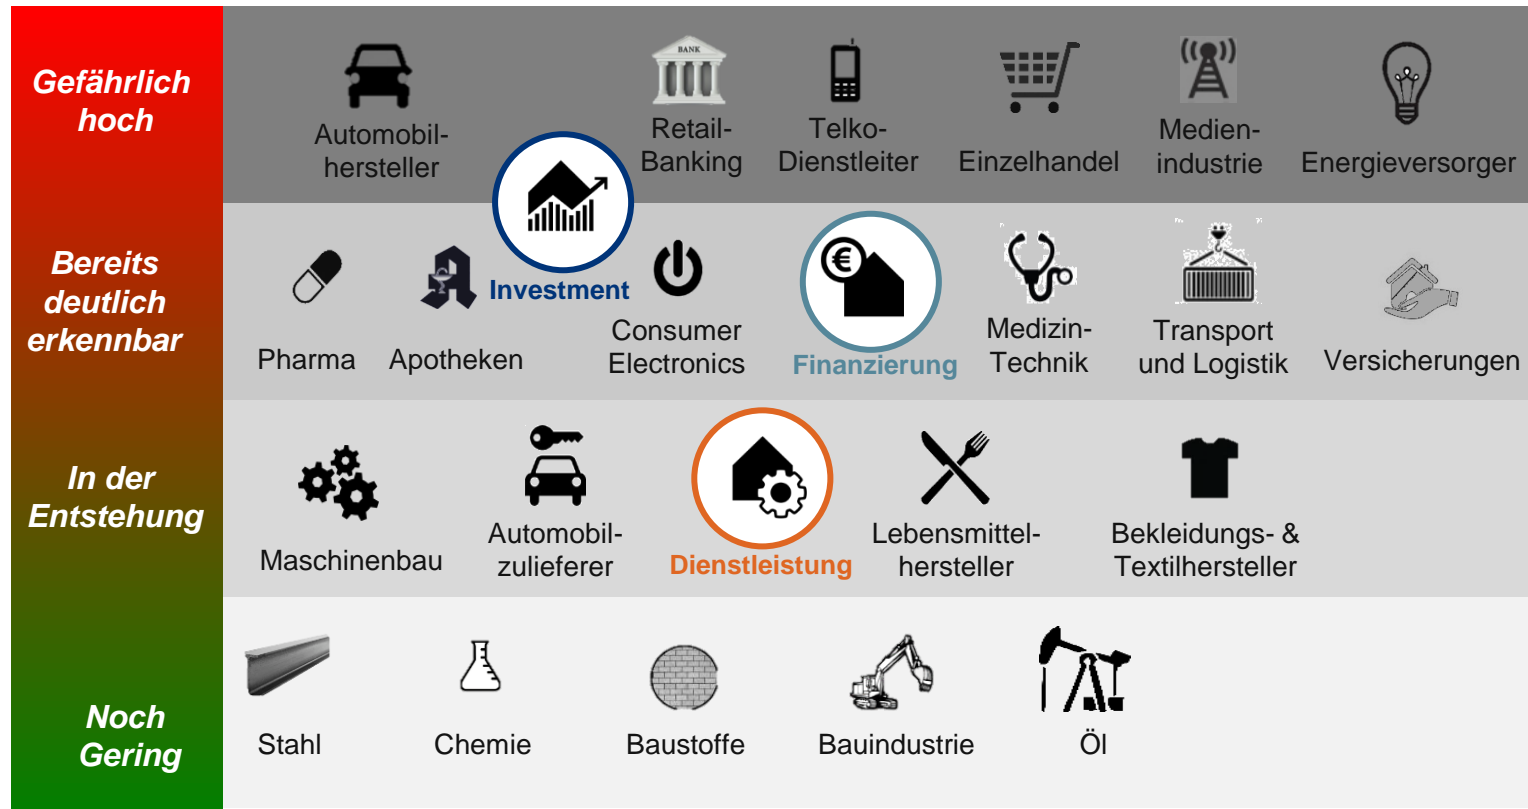 Gefährlich
hoch
Automobil-
hersteller
BANK
Retail-
Banking
Telko-
Dienstleiter
Einzelhandel
Medien-
industrie
Energieversorger
Bereits
deutlich
erkennbar
Pharma
Apotheken
Investment
Consumer
Electronics
€
Finanzierung
Medizin-
Technik
Transport
und Logistik
Versicherungen
In der
Entstehung
Maschinenbau
Automobil-
zulieferer
Dienstleistung
Lebensmittel-
hersteller
Bekleidungs- &
Textilhersteller
Noch
Gering
Stahl
Chemie
Baustoffe
Bauindustrie
Öl